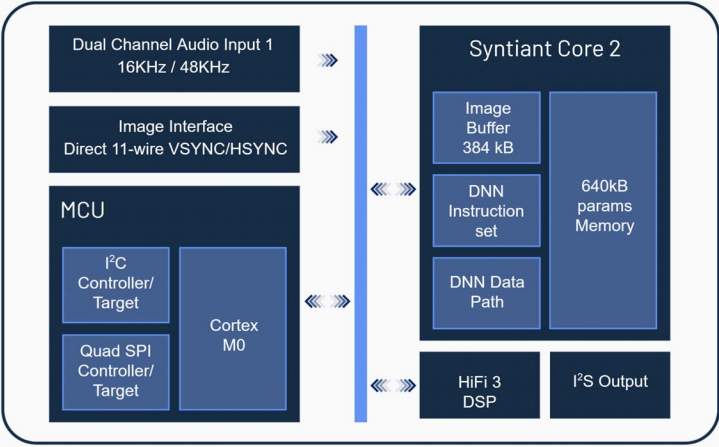 Dual Channel Audio Input 1
16KHz / 48KHz
Image Interface
Direct 11-wire VSYNC/HSYNC
MCU
I²C
Controller/
Target
Quad SPI
Controller/
Target
Cortex
M0
Syntiant Core 2
Image
Buffer
384 kB
DNN
Instruction
set
DNN Data
Path
640kB
params
Memory
HiFi 3
DSP
I²S Output